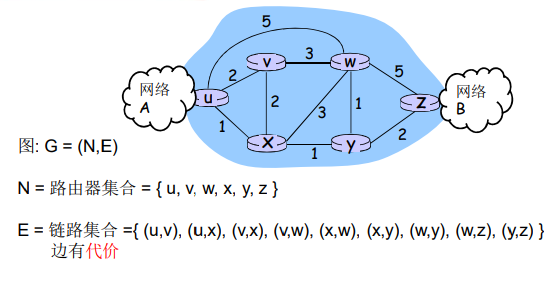 5
v
3
w
网络
A
2
5
网络
B
u
2
3
1
z
1
x
1
y
2
图: G = (N,E)
N = 路由器集合 = { u, v, w, x, y, z }
E = 链路集合 ={ (u,v), (u,x), (v,x), (v,w), (x,w), (x,y), (w,y), (w,z), (y,z) }
边有代价